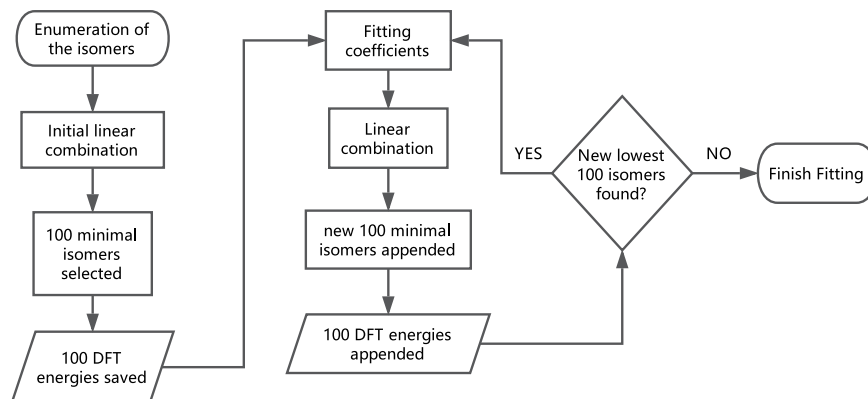 Enumeration
of the isomers
Initial linear
combination
100 minimal
isomers
selected
100 DFT
energies saved
Fitting
coefficients
Linear
combination
new 100 minimal
isomers appended
100 DFT energies
appended
New lowest
100 isomers
found?
YES
NO
Finish Fitting